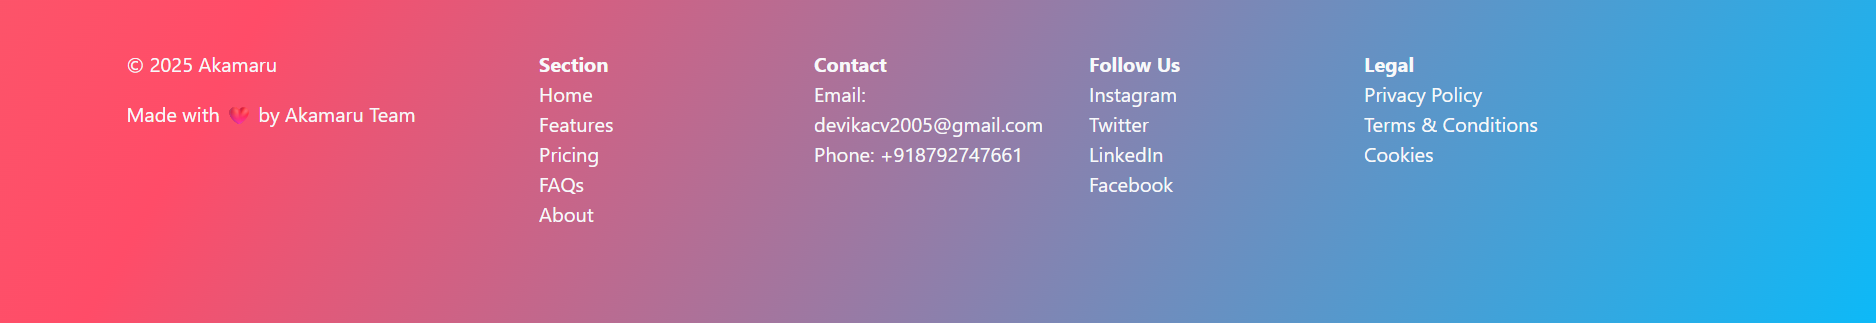 © 2025 Akamaru
Made with 💔 by Akamaru Team
Section
Home
Features
Pricing
FAQs
About
Contact
Email:
devikacv2005@gmail.com
Phone: +918792747661
Follow Us
Instagram
Twitter
LinkedIn
Facebook
Legal
Privacy Policy
Terms & Conditions
Cookies